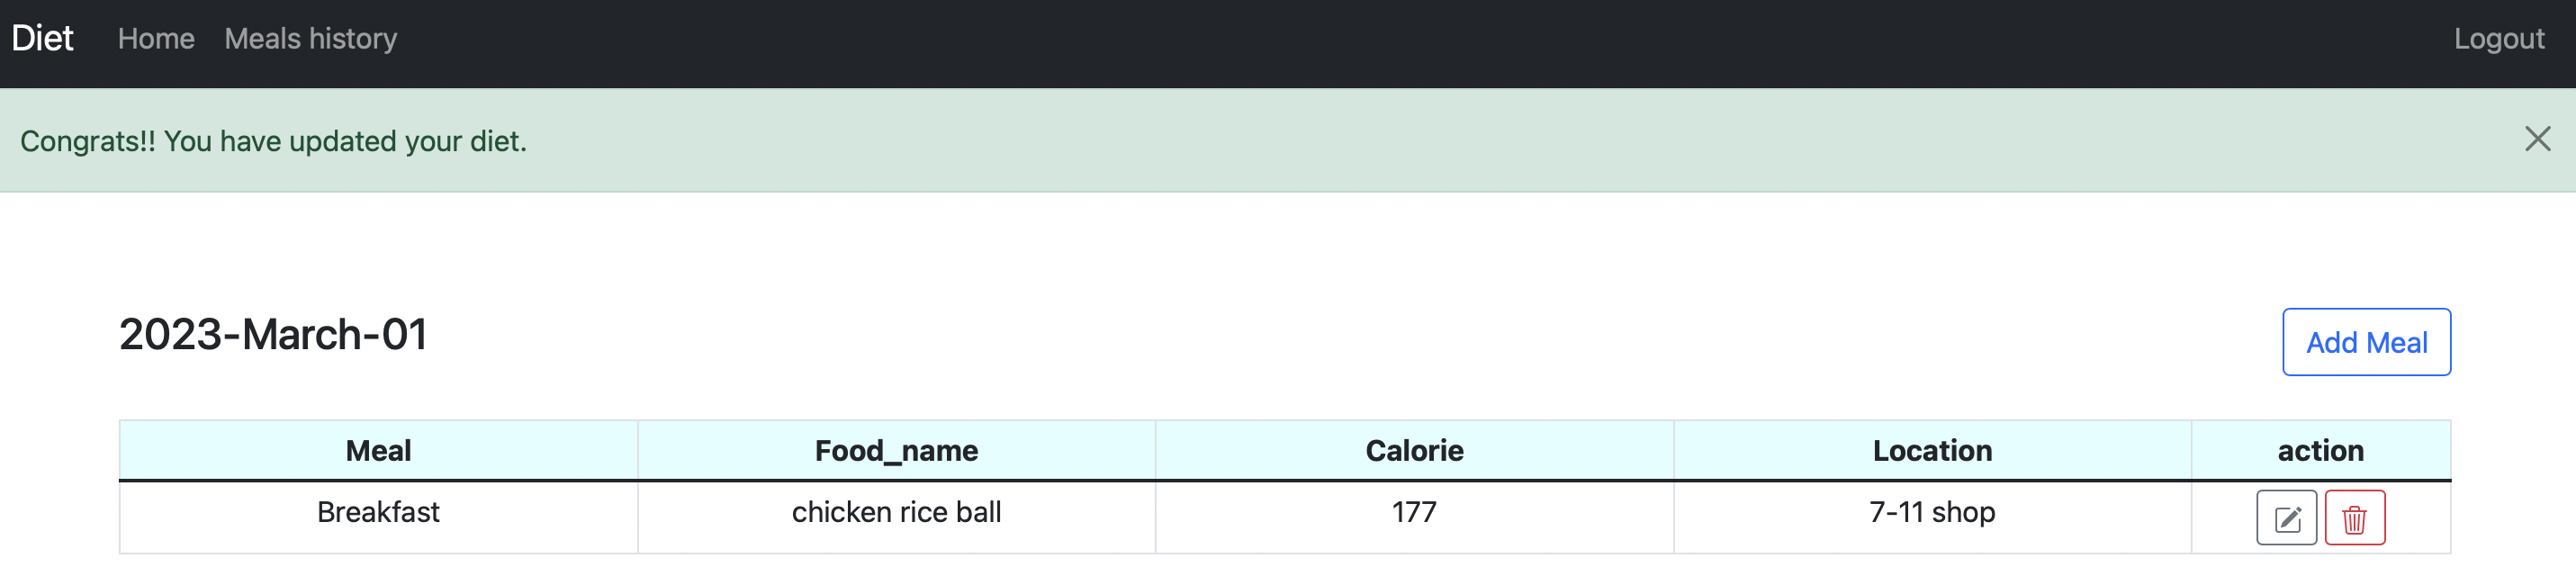 Diet Home Meals history Logout
Congrats!! You have updated your diet.
2023-March-01 Add Meal
Meal Food_name Calorie Location action
Breakfast chicken rice ball 177 7-11 shop